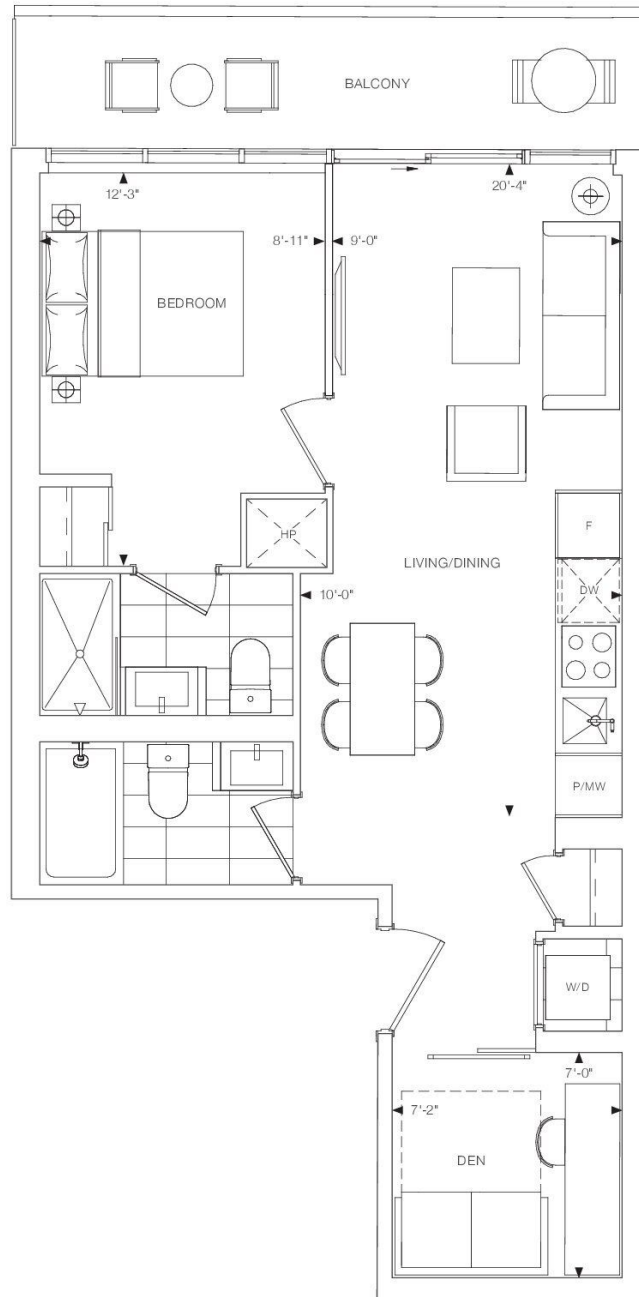 BALCONY
12'-3"
20'-4"
8'-11"
9'-0"
BEDROOM
F
HP
LIVING/DINING
DW
10'-0"
P/MW
W/D
7'-0"
7'-2"
DEN